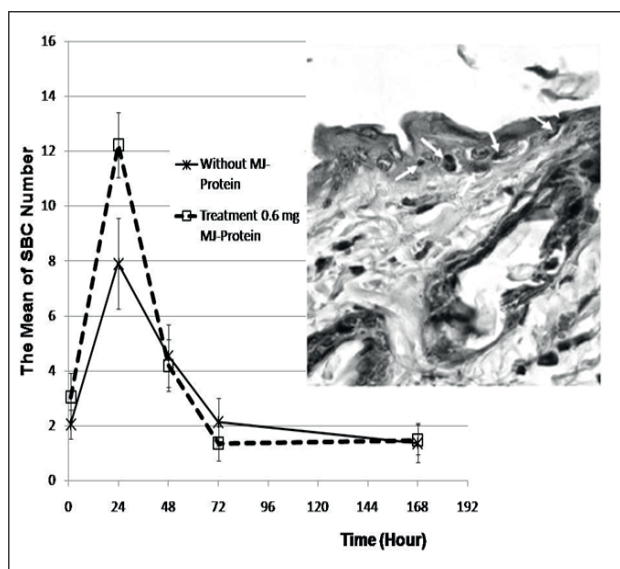 The Mean of SBC Number
16
14
12
10
8
6
4
2
0
0 24 48 72 96 120 144 168 192
Time (Hour)
Without MJ-
Protein
Treatment 0.6 mg
MJ-Protein